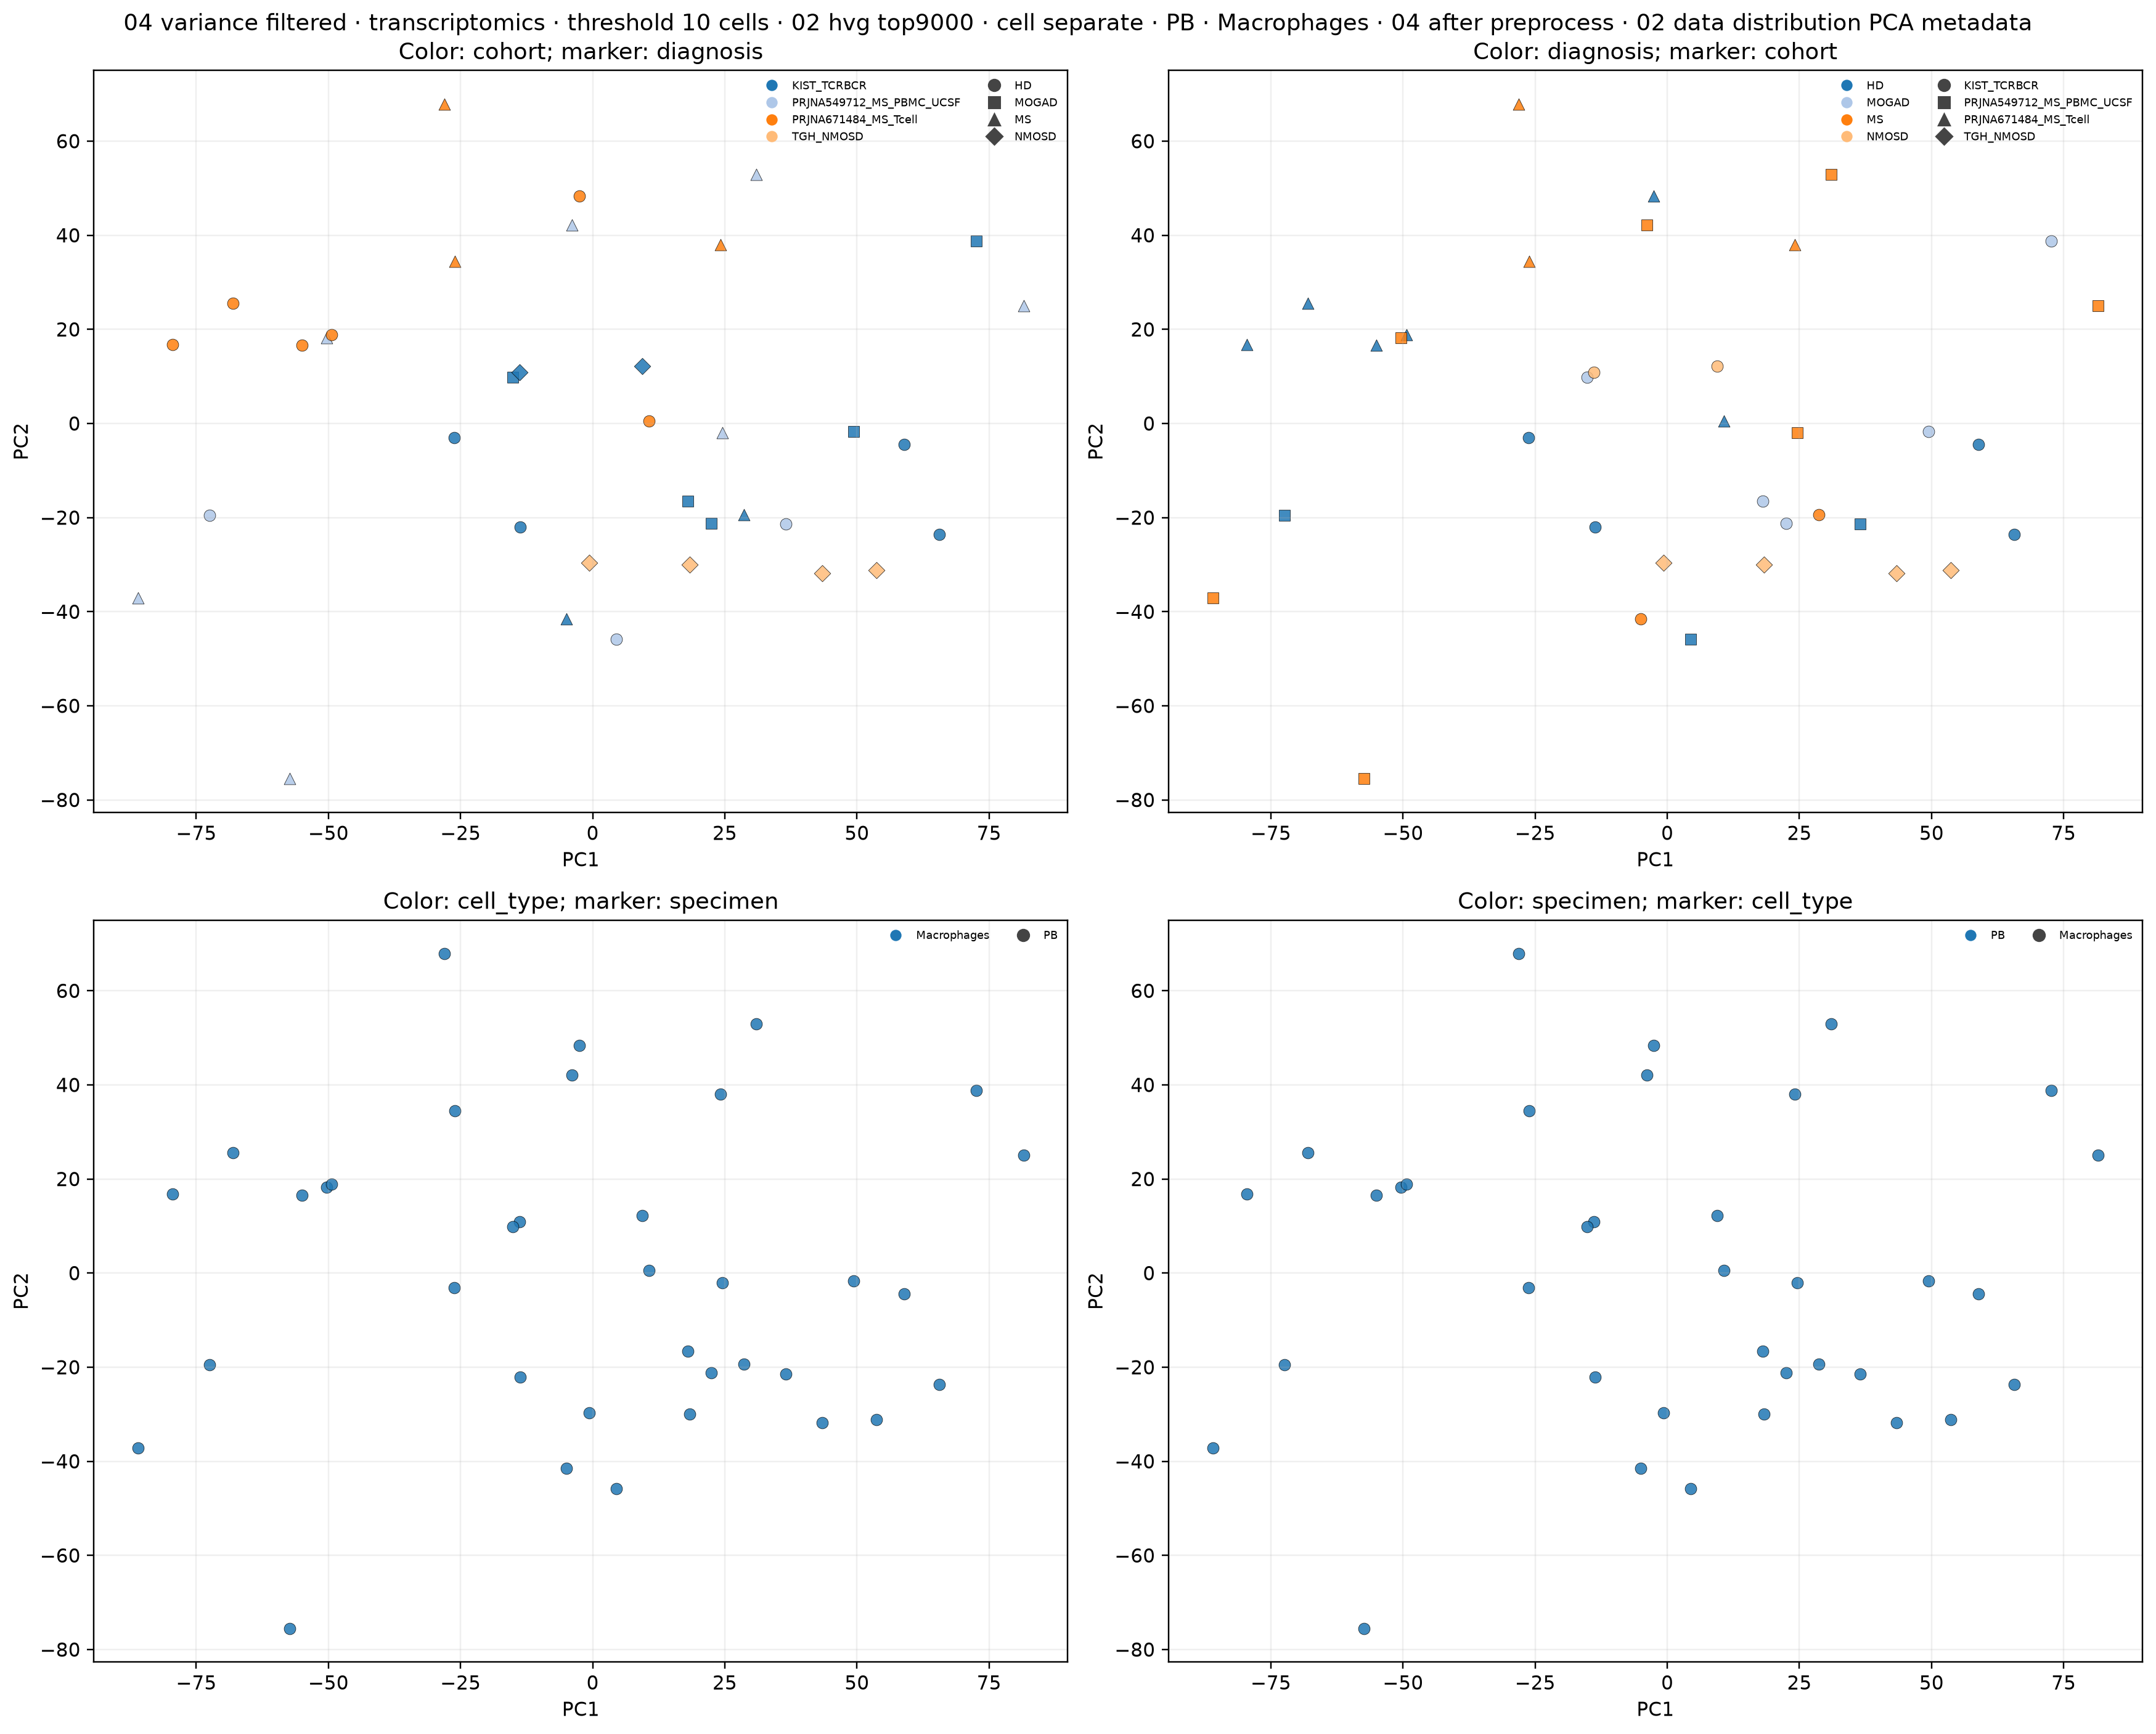 04 variance filtered · transcriptomics · threshold 10 cells · 02 hvg top9000 · cell separate · PB · Macrophages · 04 after preprocess · 02 data distribution PCA metadata
Color: cohort; marker: diagnosis
KIST_TCRBCR
PRJNA549712_MS_PBMC_UCSF
PRJNA671484_MS_Tcell
TGH_NMOSD
HD
MOGAD
MS
NMOSD
60
40
20
0
−20
−40
−60
−80
PC2
−75 −50 −25 0 25 50 75
PC1
Color: diagnosis; marker: cohort
HD
MOGAD
MS
NMOSD
KIST_TCRBCR
PRJNA549712_MS_PBMC_UCSF
PRJNA671484_MS_Tcell
TGH_NMOSD
60
40
20
0
−20
−40
−60
−80
PC2
−75 −50 −25 0 25 50 75
PC1
Color: cell_type; marker: specimen
Macrophages
PB
60
40
20
0
−20
−40
−60
−80
PC2
−75 −50 −25 0 25 50 75
PC1
Color: specimen; marker: cell_type
PB
Macrophages
60
40
20
0
−20
−40
−60
−80
PC2
−75 −50 −25 0 25 50 75
PC1